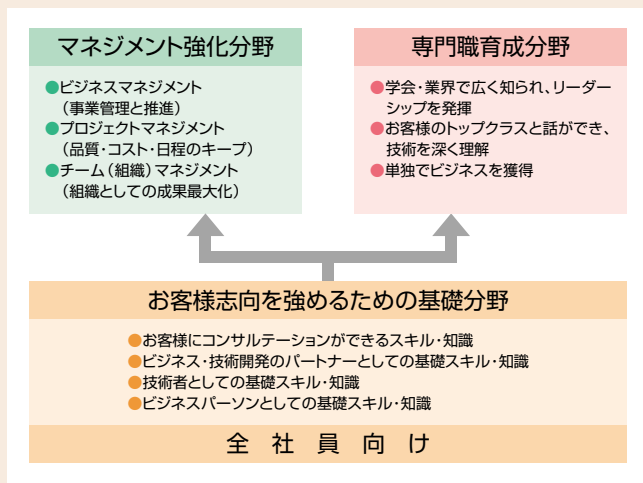 マネジメント強化分野
●ビジネスマネジメント
（事業管理と推進）
●プロジェクトマネジメント
（品質・コスト・日程のキープ）
●チーム（組織）マネジメント
（組織としての成果最大化）
専門職育成分野
●学会・業界で広く知られ、リーダー
シップを発揮
●お客様のトップクラスと話ができ、
技術を深く理解
●単独でビジネスを獲得
お客様志向を強めるための基礎分野
●お客様にコンサルテーションができるスキル・知識
●ビジネス・技術開発のパートナーとしての基礎スキル・知識
●技術者としての基礎スキル・知識
●ビジネスパーソンとしての基礎スキル・知識
全社員向け